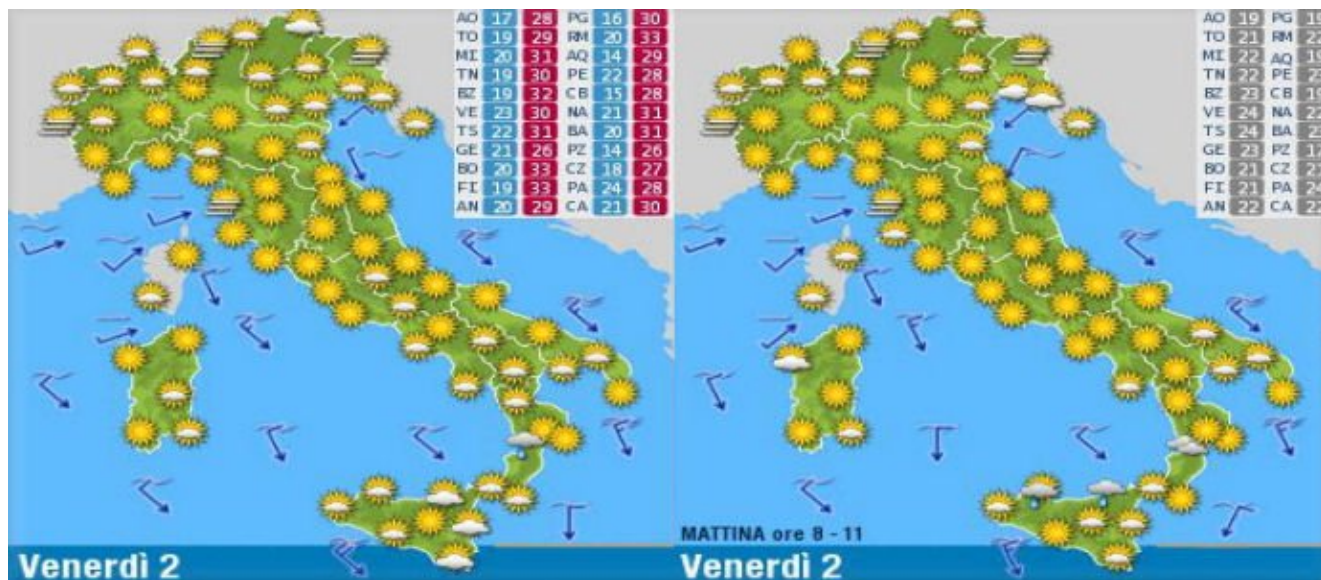 AO 17 28 PG 16 30
TO 19 29 RM 20 33
MI 20 31 AQ 14 29
TN 19 30 PE 22 28
BZ 19 32 CB 15 28
VE 23 30 NA 21 31
TS 22 31 BA 20 31
GE 21 26 PZ 14 26
BO 20 33 CZ 18 27
FI 19 33 PA 24 28
AN 20 29 CA 21 30
Venerdì 2
AO 19 PG
TO 21 RM
MI 22 AQ
TN 22 PE
BZ 23 CB
VE 24 NA
TS 24 BA
GE 23 PZ
BO 21 CZ
FI 21 PA
AN 22 CA
MATTINA ore 8 - 11
Venerdì 2